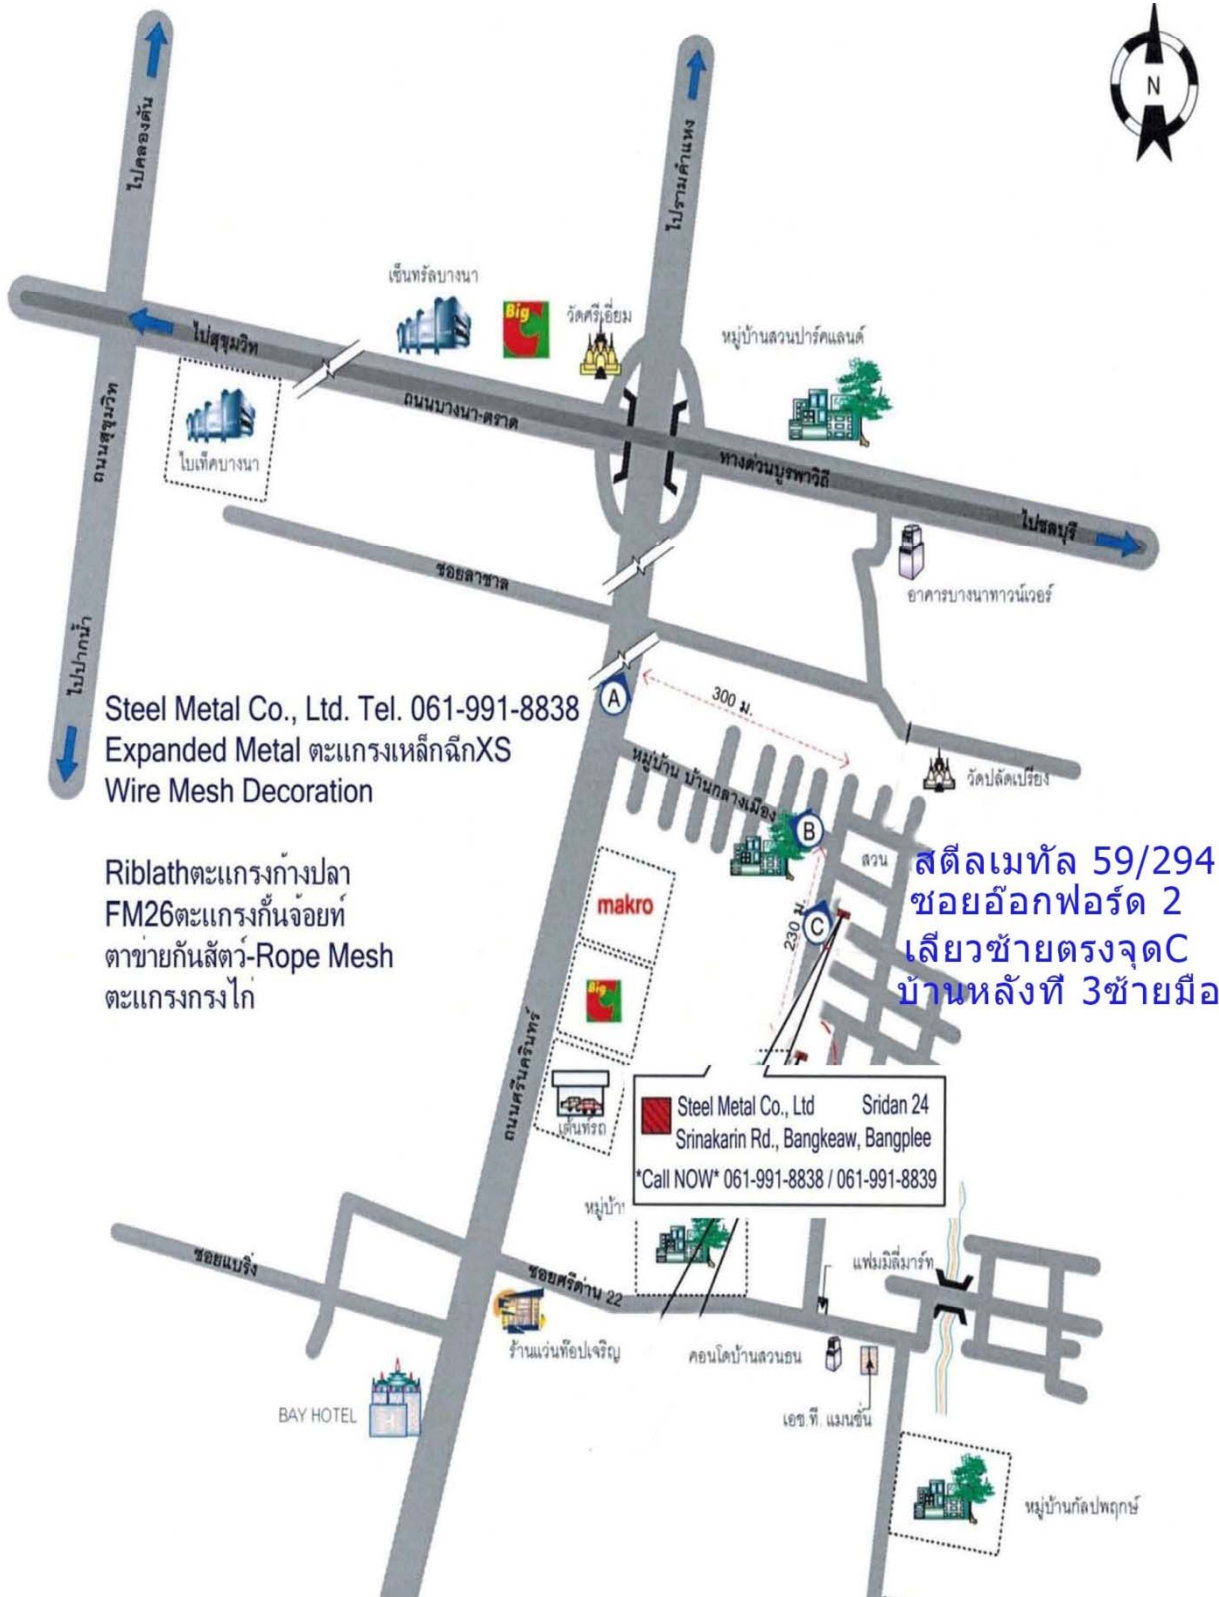 N
ไปคลองตัน
ไปรามคำแหง
เซ็นทรัลบางนา
Big C
วัดศรีเอี่ยม
หมู่บ้านสวนปาร์คแลนด์
ไปสุขุมวิท
ถนนบางนา-ตราด
ทางด่วนบูรพาวิถี
ไปชลบุรี
ถนนสุขุมวิท
ไบเทคบางนา
ซอยลาซาล
อาคารบางนาทาวน์เวอร์
ไปปากน้ำ
A
300 ม.
Steel Metal Co., Ltd. Tel. 061-991-8838
Expanded Metal ตะแกรงเหล็กฉีกXS
Wire Mesh Decoration
หมู่บ้าน บ้านกลางเมือง
วัดปลัดเปรียง
B
สวน
Riblathตะแกรงก้างปลา
FM26ตะแกรงกั้นจ้อยท์
ตาข่ายกันสัตว์-Rope Mesh
ตะแกรงกรงไก่
makro
230 ม.
C
สตีลเมทัล 59/294
ซอยอ๊อกฟอร์ด 2
เลียวซ้ายตรงจุดC
บ้านหลังที่ 3ซ้ายมือ
Big C
ถนนศรีนครินทร์
เต้นท์รถ
Steel Metal Co., Ltd Sridan 24
Srinakarin Rd., Bangkeaw, Bangplee
*Call NOW* 061-991-8838 / 061-991-8839
หมู่บ้า
ซอยแบริ่ง
ซอยศรีด่าน 22
แฟมมิลี่มาร์ท
ร้านแว่นท๊อปเจริญ
คอนโดบ้านสวนธน
BAY HOTEL
H
เอช.ที. แมนชั่น
หมู่บ้านกัลปพฤกษ์